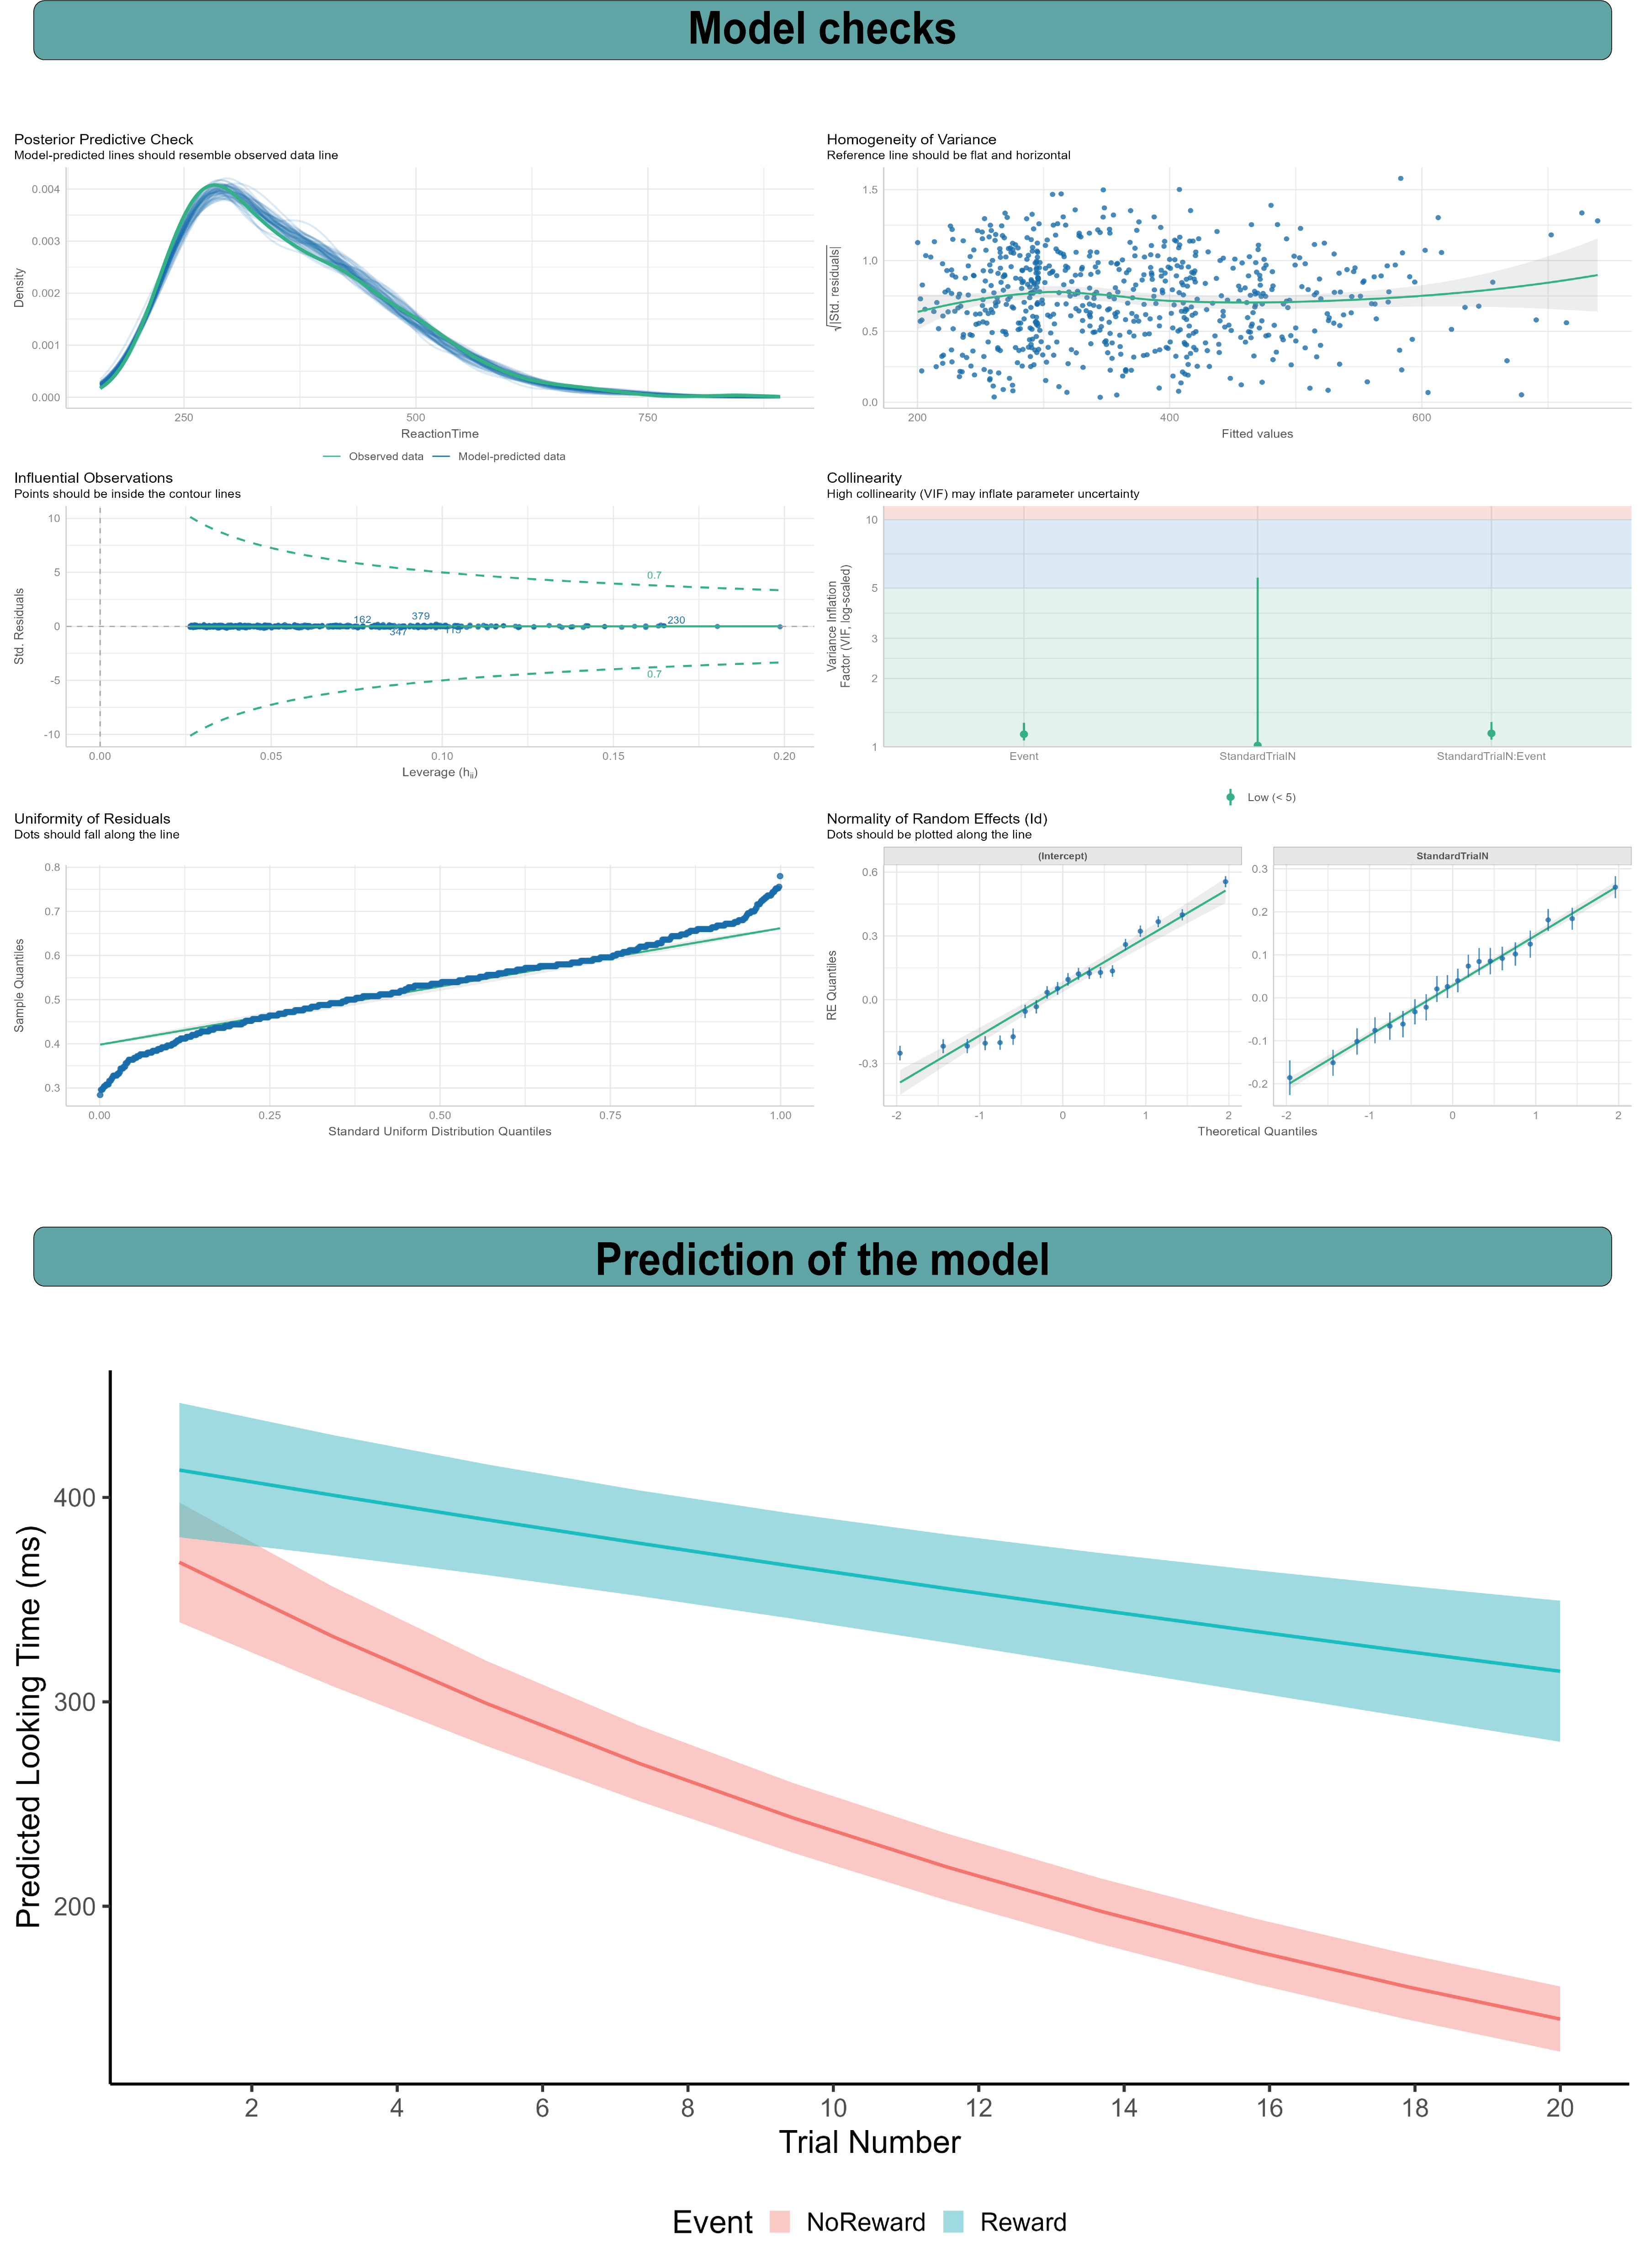 Model checks
Posterior Predictive Check
Model-predicted lines should resemble observed data line
Density
0.004
0.003
0.002
0.001
0.000
250
500
750
ReactionTime
Observed data
Model-predicted data
Homogeneity of Variance
Reference line should be flat and horizontal
√|Std. residuals|
1.5
1.0
0.5
0.0
200
400
600
Fitted values
Influential Observations
Points should be inside the contour lines
Std. Residuals
10
5
0
-5
-10
0.7
162
379
347
115
230
0.7
0.00
0.05
0.10
0.15
0.20
Leverage (hii)
Collinearity
High collinearity (VIF) may inflate parameter uncertainty
Variance Inflation
Factor (VIF, log-scaled)
10
5
3
2
1
Event
StandardTrialN
StandardTrialN:Event
Low (< 5)
Uniformity of Residuals
Dots should fall along the line
Sample Quantiles
0.8
0.7
0.6
0.5
0.4
0.3
0.00
0.25
0.50
0.75
1.00
Standard Uniform Distribution Quantiles
Normality of Random Effects (Id)
Dots should be plotted along the line
RE Quantiles
(Intercept)
0.6
0.3
0.0
-0.3
-2
-1
0
1
2
StandardTrialN
0.3
0.2
0.1
0.0
-0.1
-0.2
-2
-1
0
1
2
Theoretical Quantiles
Prediction of the model
Predicted Looking Time (ms)
400
300
200
2
4
6
8
10
12
14
16
18
20
Trial Number
Event
NoReward
Reward